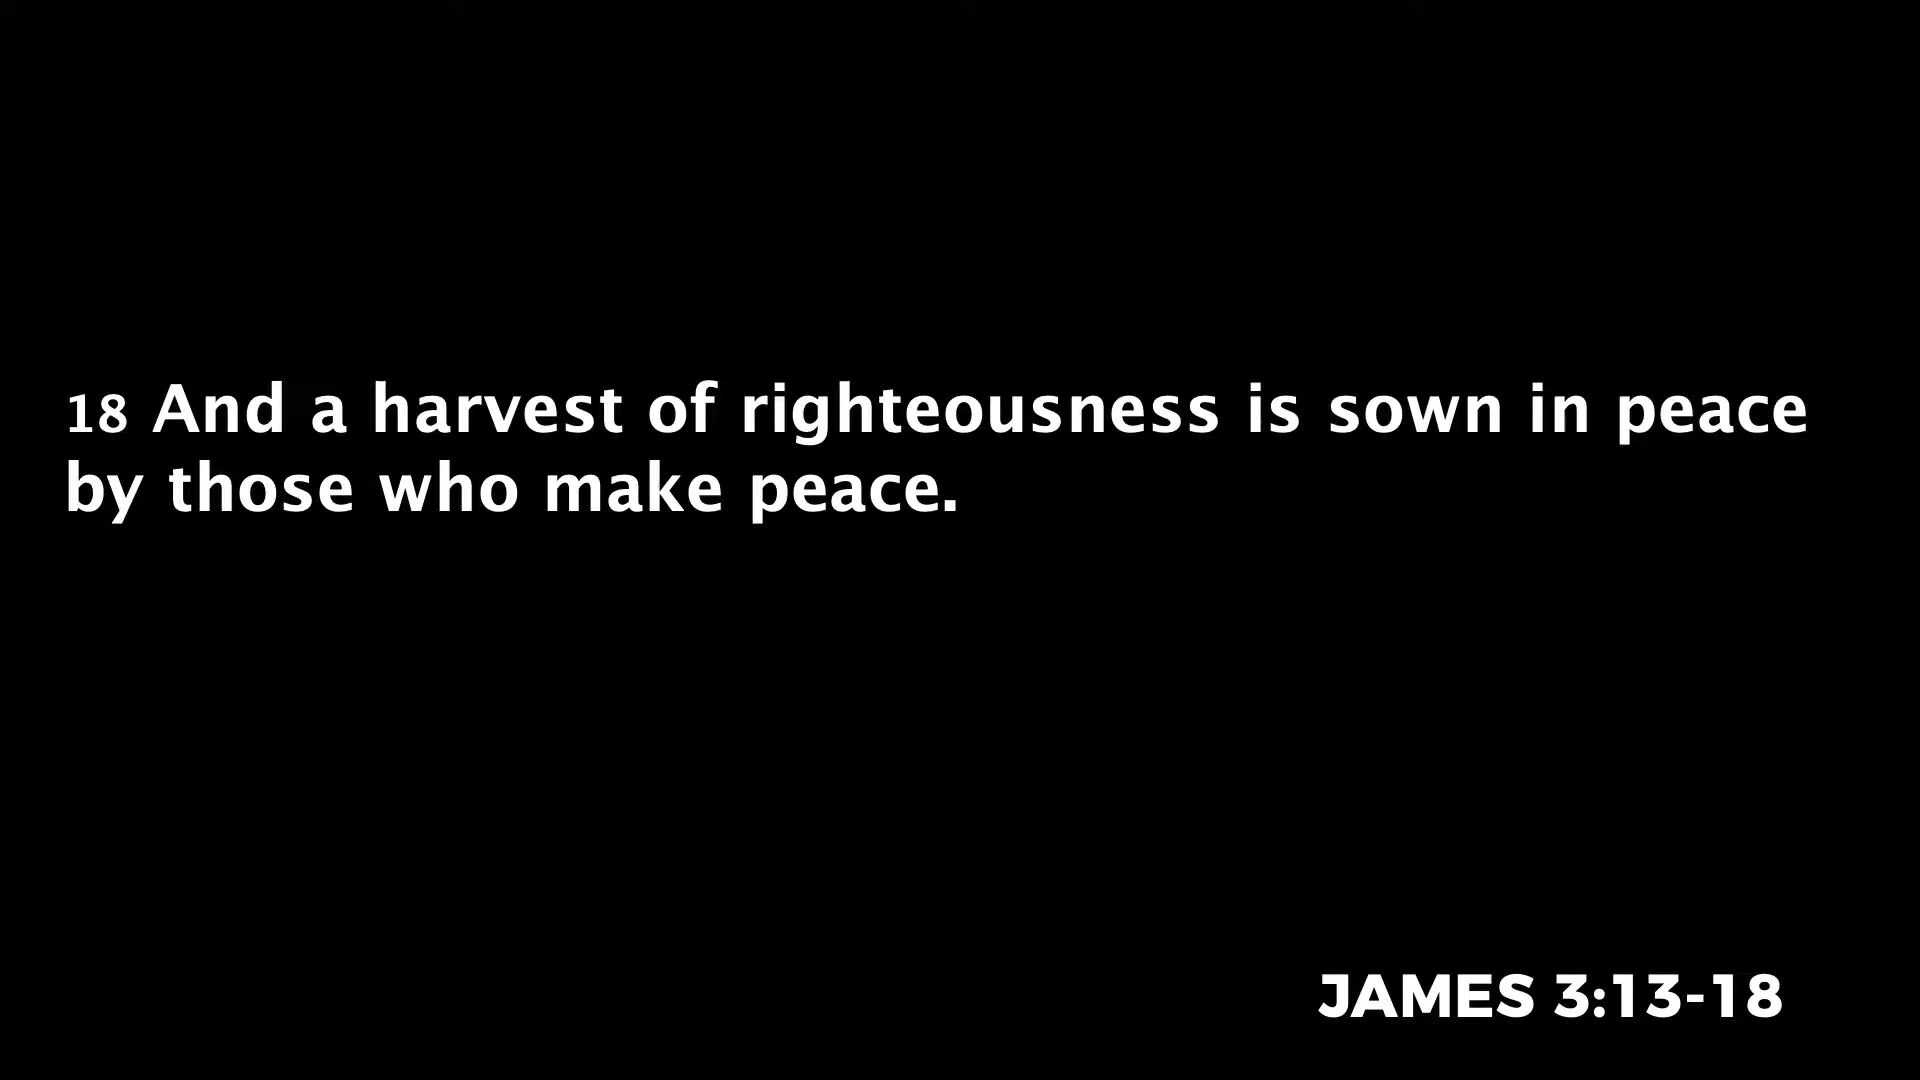 18 And a harvest of righteousness is sown in peace
by those who make peace.
JAMES 3:13-18